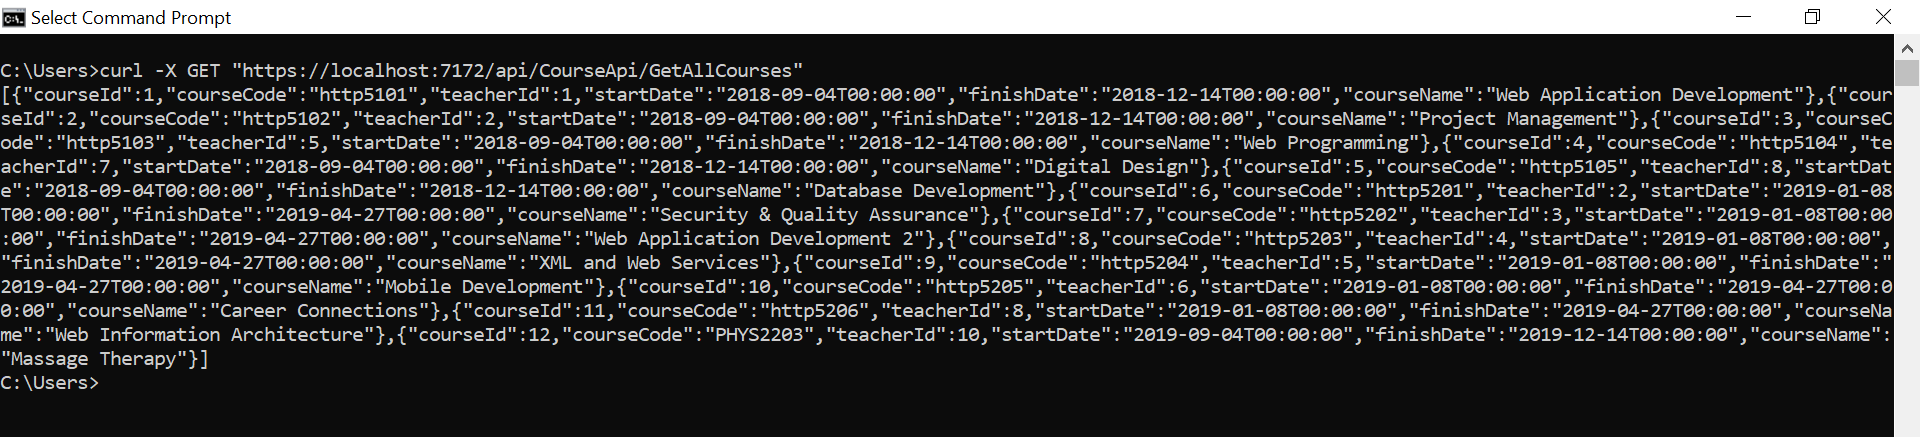 Select Command Prompt
C:\Users>curl -X GET "https://localhost:7172/api/CourseApi/GetAllCourses"
[{"courseId":1,"courseCode":"http5101","teacherId":1,"startDate":"2018-09-04T00:00:00","finishDate":"2018-12-14T00:00:00","courseName":"Web Application Development"},{"cour
seId":2,"courseCode":"http5102","teacherId":2,"startDate":"2018-09-04T00:00:00","finishDate":"2018-12-14T00:00:00","courseName":"Project Management"},{"courseId":3,"courseC
ode":"http5103","teacherId":5,"startDate":"2018-09-04T00:00:00","finishDate":"2018-12-14T00:00:00","courseName":"Web Programming"},{"courseId":4,"courseCode":"http5104","te
acherId":7,"startDate":"2018-09-04T00:00:00","finishDate":"2018-12-14T00:00:00","courseName":"Digital Design"},{"courseId":5,"courseCode":"http5105","teacherId":8,"startDat
e":"2018-09-04T00:00:00","finishDate":"2018-12-14T00:00:00","courseName":"Database Development"},{"courseId":6,"courseCode":"http5201","teacherId":2,"startDate":"2019-01-08
T00:00:00","finishDate":"2019-04-27T00:00:00","courseName":"Security & Quality Assurance"},{"courseId":7,"courseCode":"http5202","teacherId":3,"startDate":"2019-01-08T00:00
:00","finishDate":"2019-04-27T00:00:00","courseName":"Web Application Development 2"},{"courseId":8,"courseCode":"http5203","teacherId":4,"startDate":"2019-01-08T00:00:00",
"finishDate":"2019-04-27T00:00:00","courseName":"XML and Web Services"},{"courseId":9,"courseCode":"http5204","teacherId":5,"startDate":"2019-01-08T00:00:00","finishDate":"
2019-04-27T00:00:00","courseName":"Mobile Development"},{"courseId":10,"courseCode":"http5205","teacherId":6,"startDate":"2019-01-08T00:00:00","finishDate":"2019-04-27T00:0
0:00","courseName":"Career Connections"},{"courseId":11,"courseCode":"http5206","teacherId":8,"startDate":"2019-01-08T00:00:00","finishDate":"2019-04-27T00:00:00","courseNa
me":"Web Information Architecture"},{"courseId":12,"courseCode":"PHYS2203","teacherId":10,"startDate":"2019-09-04T00:00:00","finishDate":"2019-12-14T00:00:00","courseName":
"Massage Therapy"}]
C:\Users>